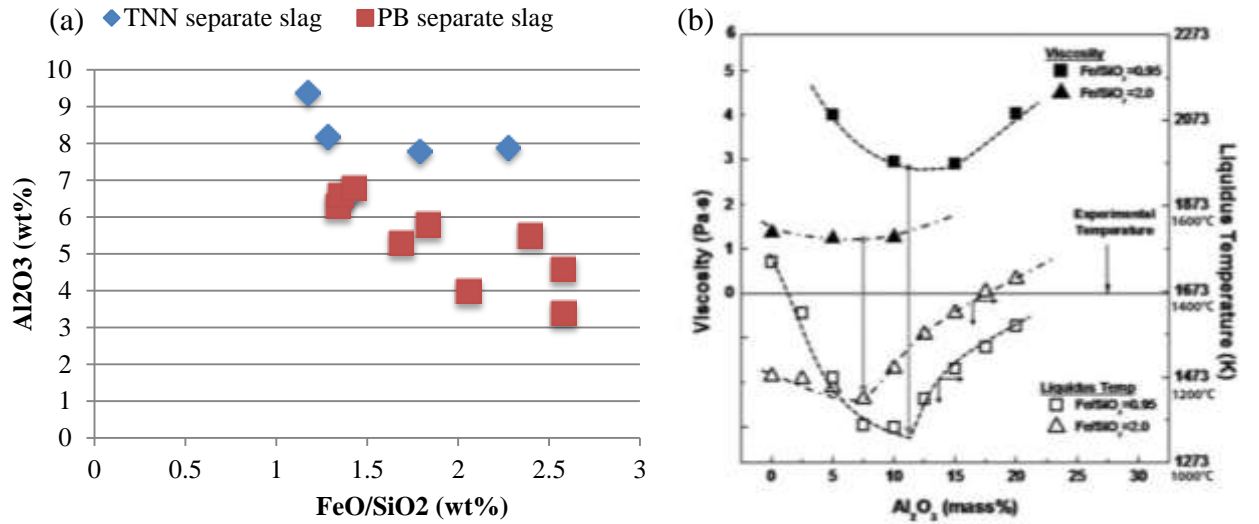 (a) TNN separate slag PB separate slag
10
9
8
7
6
5
4
3
2
1
0
Al2O3 (wt%)
0 0.5 1 1.5 2 2.5 3
FeO/SiO2 (wt%)
(b)
6
5
4
3
2
1
0
Viscosity (Pa·s)
Viscosity
Fe/SiO₂=0.95
Fe/SiO₂=2.0
Experimental
Temperature
Liquidus Temp
Fe/SiO₂=0.95
Fe/SiO₂=2.0
2273
2073
1873
1600°C
1673
1400°C
1473
1200°C
1273
1000°C
Liquidus Temperature (K)
0 5 10 15 20 25 30
Al₂O₃ (mass%)